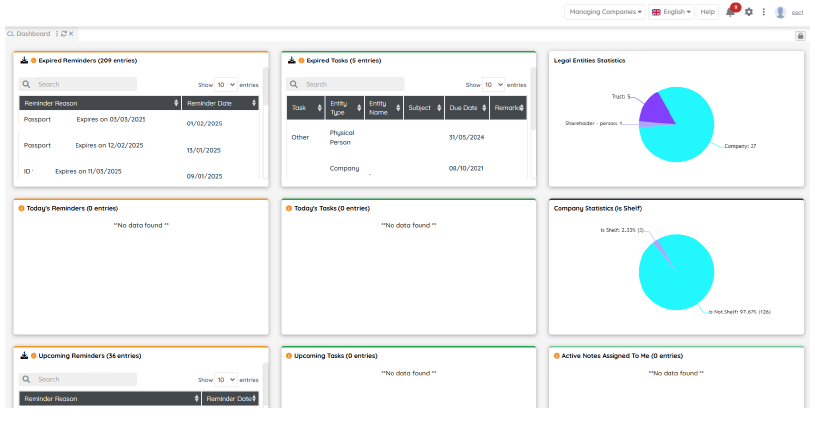 Managing Companies English Help 9 sscl
CL Dashboard
Expired Reminders (209 entries)
Search Show 10 entries
Reminder Reason Reminder Date
Passport Expires on 03/03/2021 01/02/2025
Passport Expires on 12/02/2025 13/01/2025
ID Expires on 11/03/2025 09/01/2025
Expired Tasks (5 entries)
Search Show 10 entries
Task Entity Type Entity Name Subject Due Date Remarks
Other Physical Person 31/05/2024
Company 08/10/2021
Legal Entities Statistics
Trust: 5
Shareholder - person: 1
Company: 27
Today's Reminders (0 entries)
**No data found **
Today's Tasks (0 entries)
**No data found **
Company Statistics (is Shelf)
Is Shelf: 2.33% (3)
Is Not Shelf: 97.67% (126)
Upcoming Reminders (36 entries)
Search Show 10 entries
Reminder Reason Reminder Date
Upcoming Tasks (0 entries)
**No data found **
Active Notes Assigned To Me (0 entries)
**No data found **